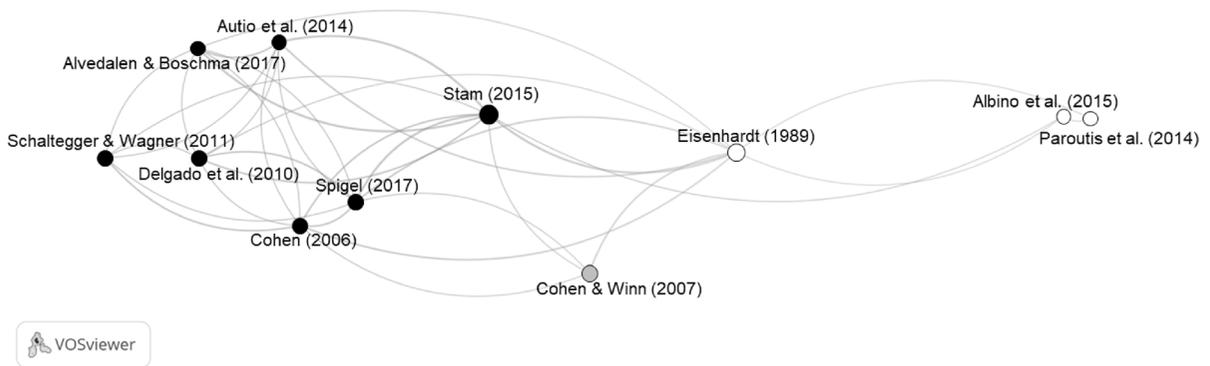 Autio et al. (2014)
Alvedalen & Boschma (2017)
Stam (2015)
Albino et al. (2015)
Eisenhardt (1989)
Paroutis et al. (2014)
Schaltegger & Wagner (2011)
Delgado et al. (2010)
Spigel (2017)
Cohen (2006)
Cohen & Winn (2007)
VOSviewer